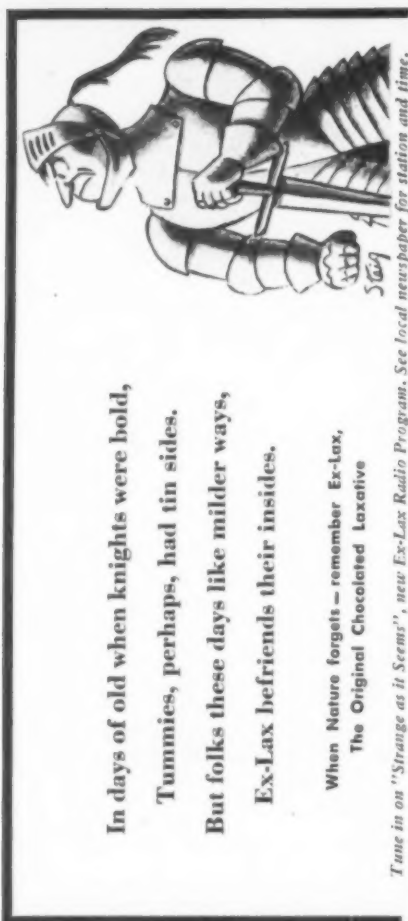 In days of old when knights were bold,
Tummies, perhaps, had tin sides.
But folks these days like milder ways,
Ex-Lax befriends their insides.
When Nature forgets — remember Ex-Lax,
The Original Chocolated Laxative
Steig
Tune in on "Strange as it Seems", new Ex-Lax Radio Program. See local newspaper for station and time.